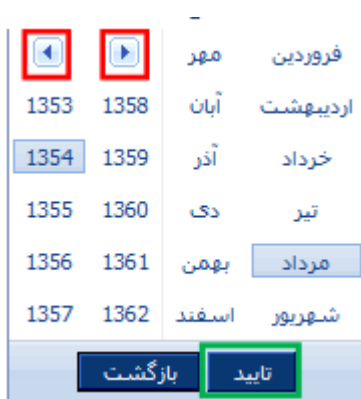 فروردین مهر
اردیبهشت آبان 1358 1353
خرداد آذر 1359 1354
تیر دی 1360 1355
مرداد بهمن 1361 1356
شهریور اسفند 1362 1357
تایید بازگشت